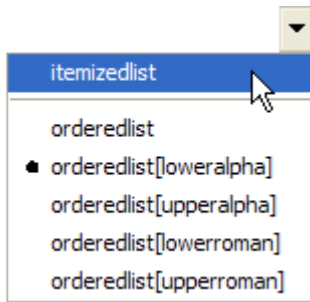 itemizedlist
orderedlist
orderedlist[loweralpha]
orderedlist[upperalpha]
orderedlist[lowerroman]
orderedlist[upperroman]